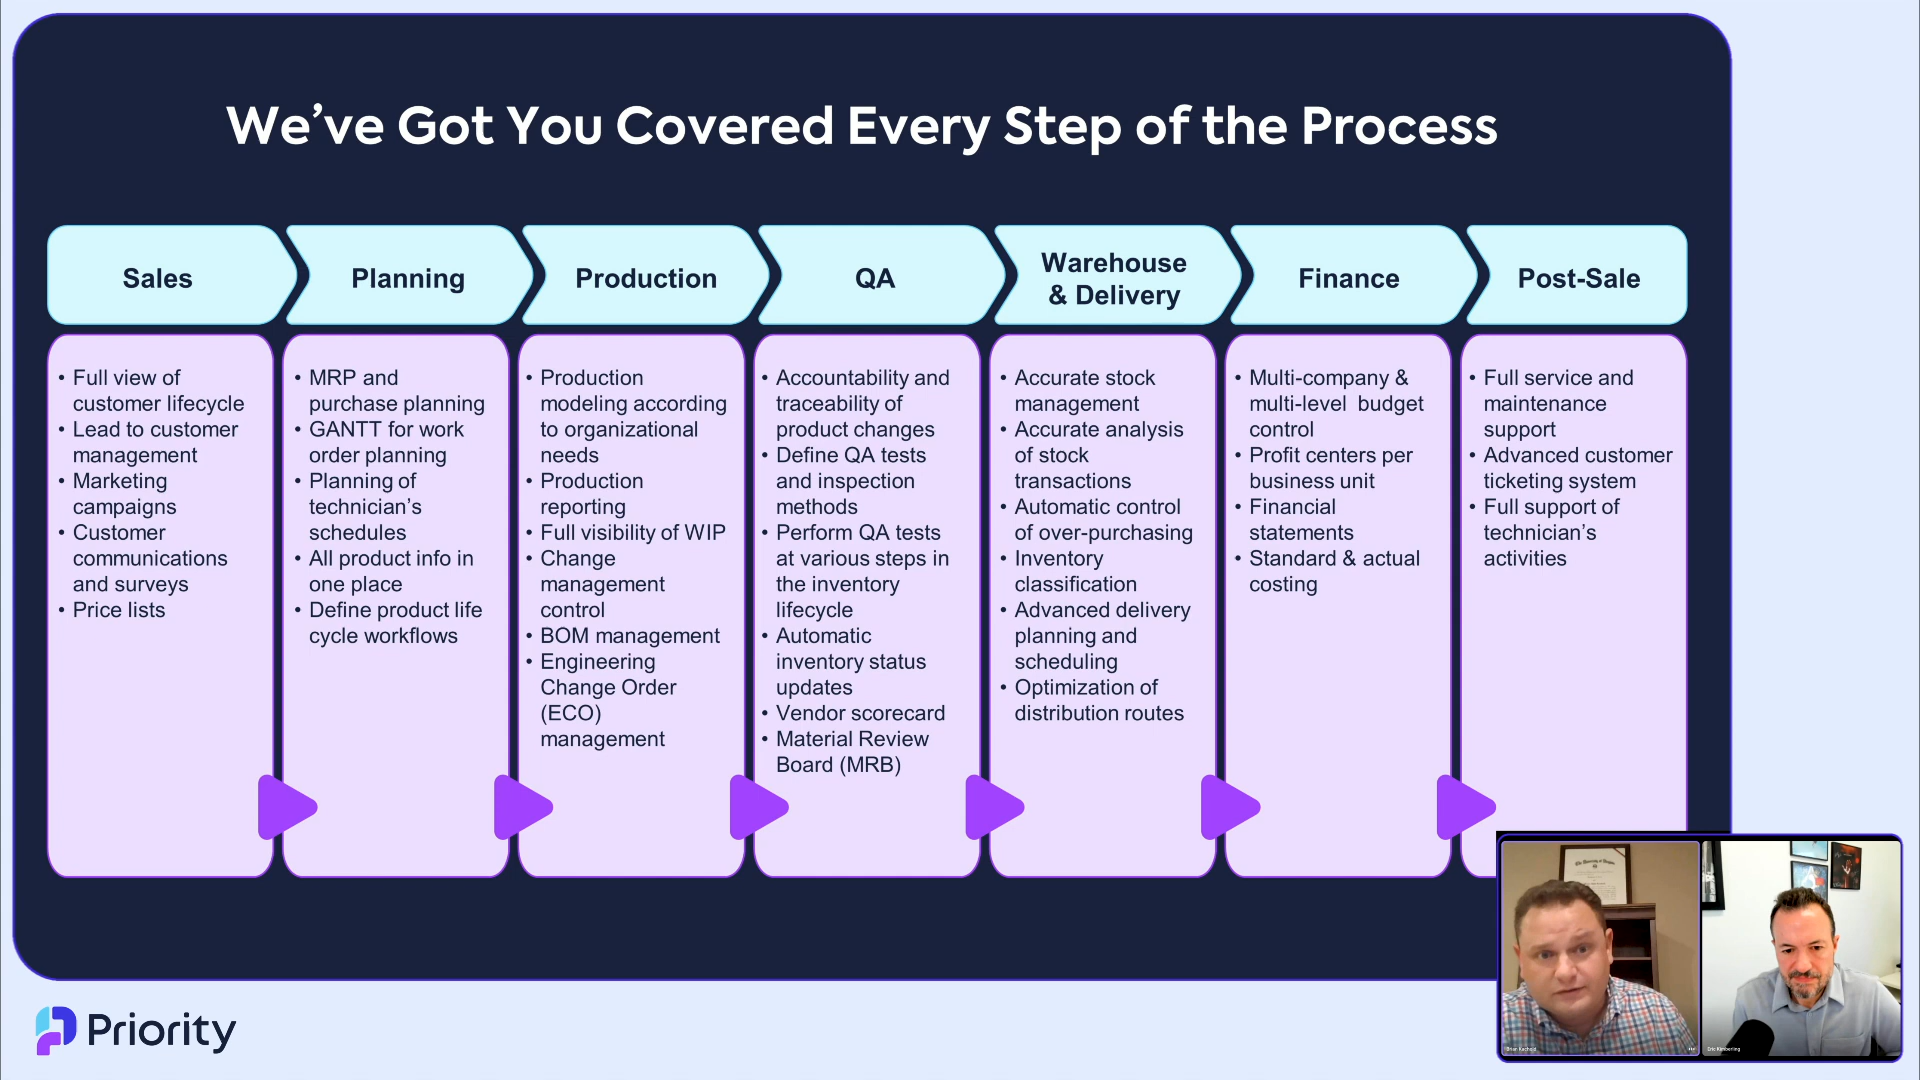 We’ve Got You Covered Every Step of the Process
Sales
• Full view of
customer lifecycle
• Lead to customer
management
• Marketing
campaigns
• Customer
communications
and surveys
• Price lists
Planning
• MRP and
purchase planning
• GANTT for work
order planning
• Planning of
technician’s
schedules
• All product info in
one place
• Define product life
cycle workflows
Production
• Production
modeling according
to organizational
needs
• Production
reporting
• Full visibility of WIP
• Change
management
control
• BOM management
• Engineering
Change Order
(ECO)
management
QA
• Accountability and
traceability of
product changes
• Define QA tests
and inspection
methods
• Perform QA tests
at various steps in
the inventory
lifecycle
• Automatic
inventory status
updates
• Vendor scorecard
• Material Review
Board (MRB)
Warehouse
& Delivery
• Accurate stock
management
• Accurate analysis
of stock
transactions
• Automatic control
of over-purchasing
• Inventory
classification
• Advanced delivery
planning and
scheduling
• Optimization of
distribution routes
Finance
• Multi-company &
multi-level budget
control
• Profit centers per
business unit
• Financial
statements
• Standard & actual
costing
Post-Sale
• Full service and
maintenance
support
• Advanced customer
ticketing system
• Full support of
technician’s
activities
Priority
Eric Kimberling